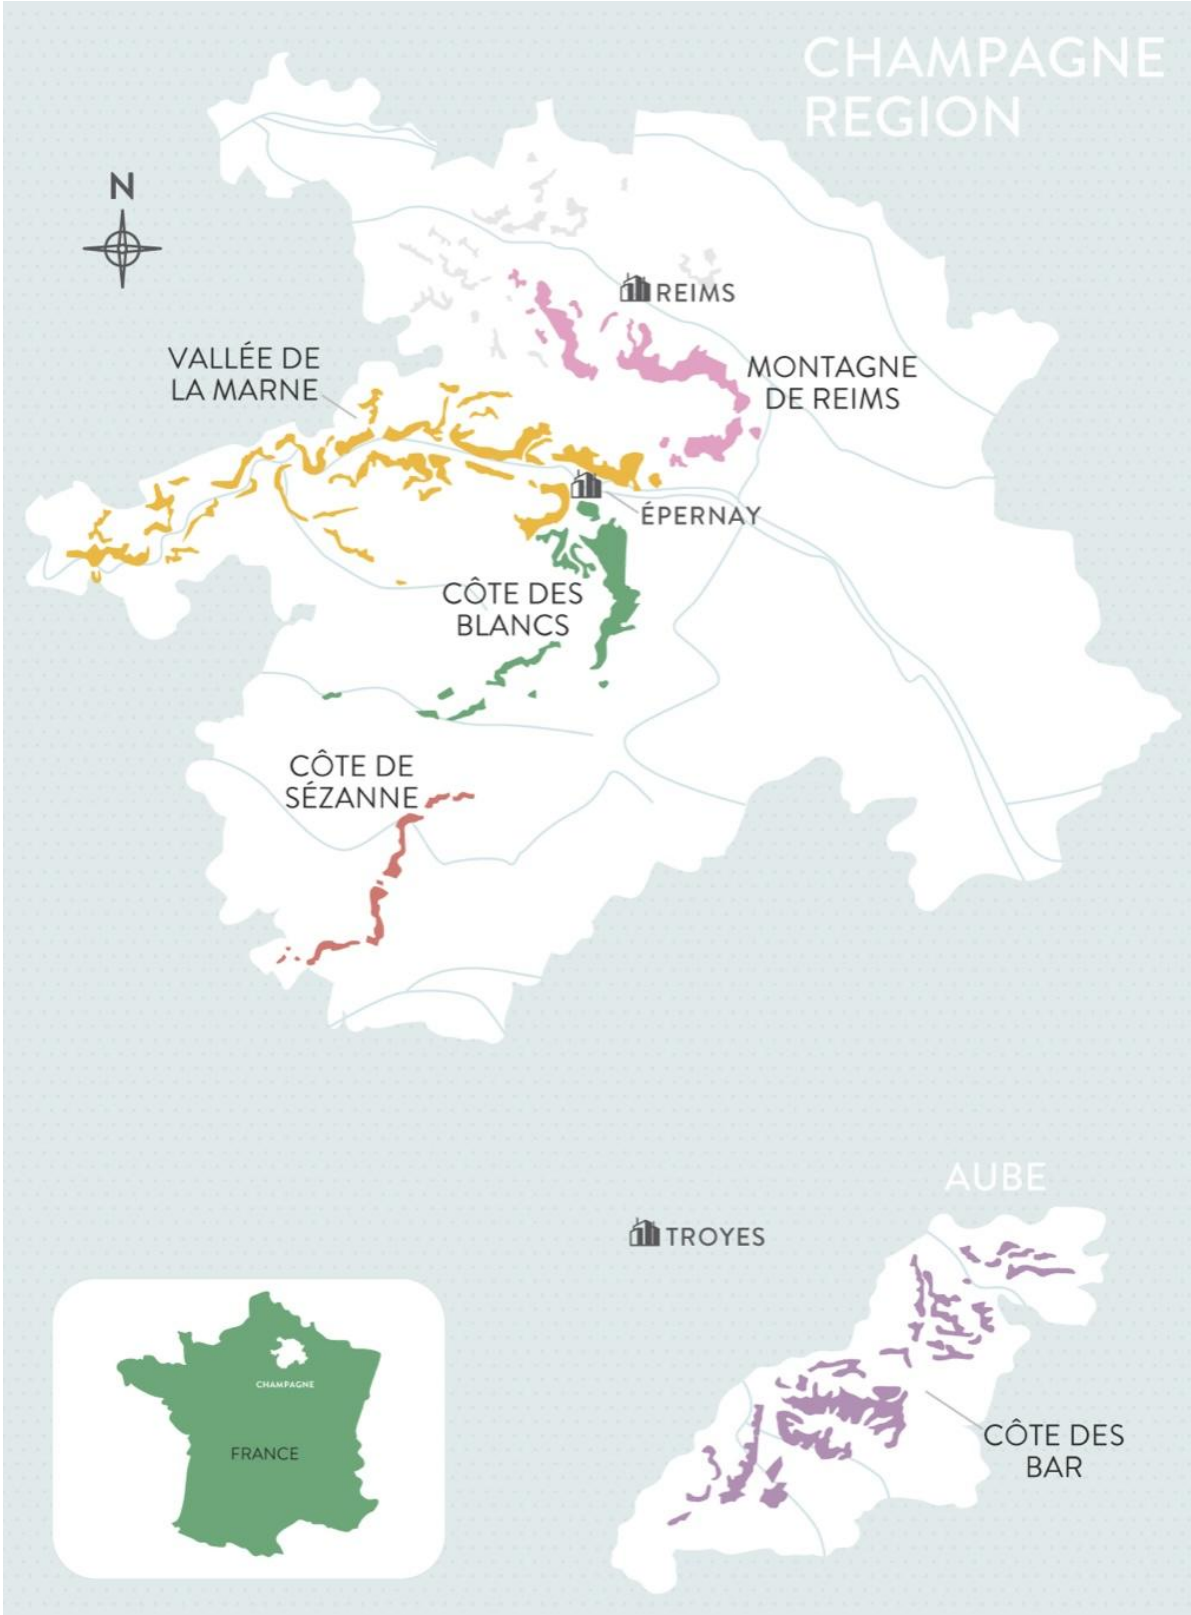 CHAMPAGNE
REGION
N
REIMS
VALLÉE DE
LA MARNE
MONTAGNE
DE REIMS
ÉPERNAY
CÔTE DES
BLANCS
CÔTE DE
SÉZANNE
AUBE
TROYES
CHAMPAGNE
FRANCE
CÔTE DES
BAR